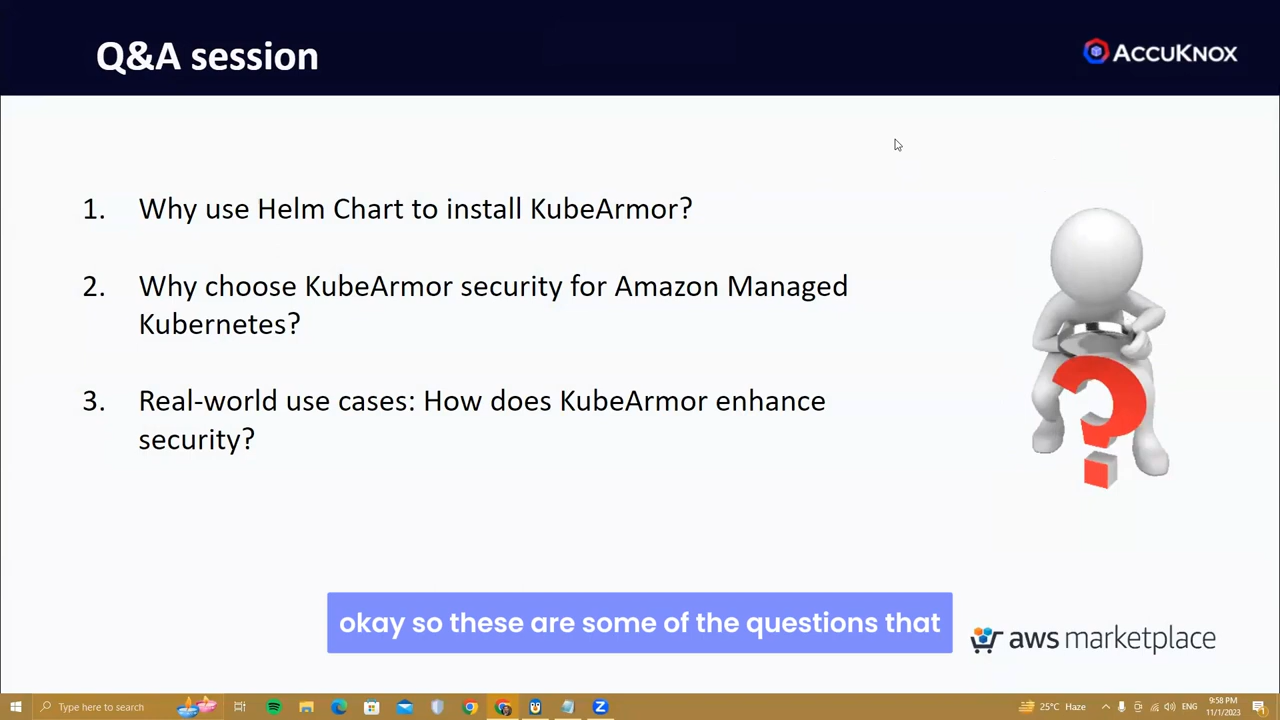 Q&A session
AccuKnox
1. Why use Helm Chart to install KubeArmor?
2. Why choose KubeArmor security for Amazon Managed
Kubernetes?
3. Real-world use cases: How does KubeArmor enhance
security?
?
okay so these are some of the questions that
aws marketplace
Type here to search
25°C Haze
ENG
9:58 PM
11/1/2023
1